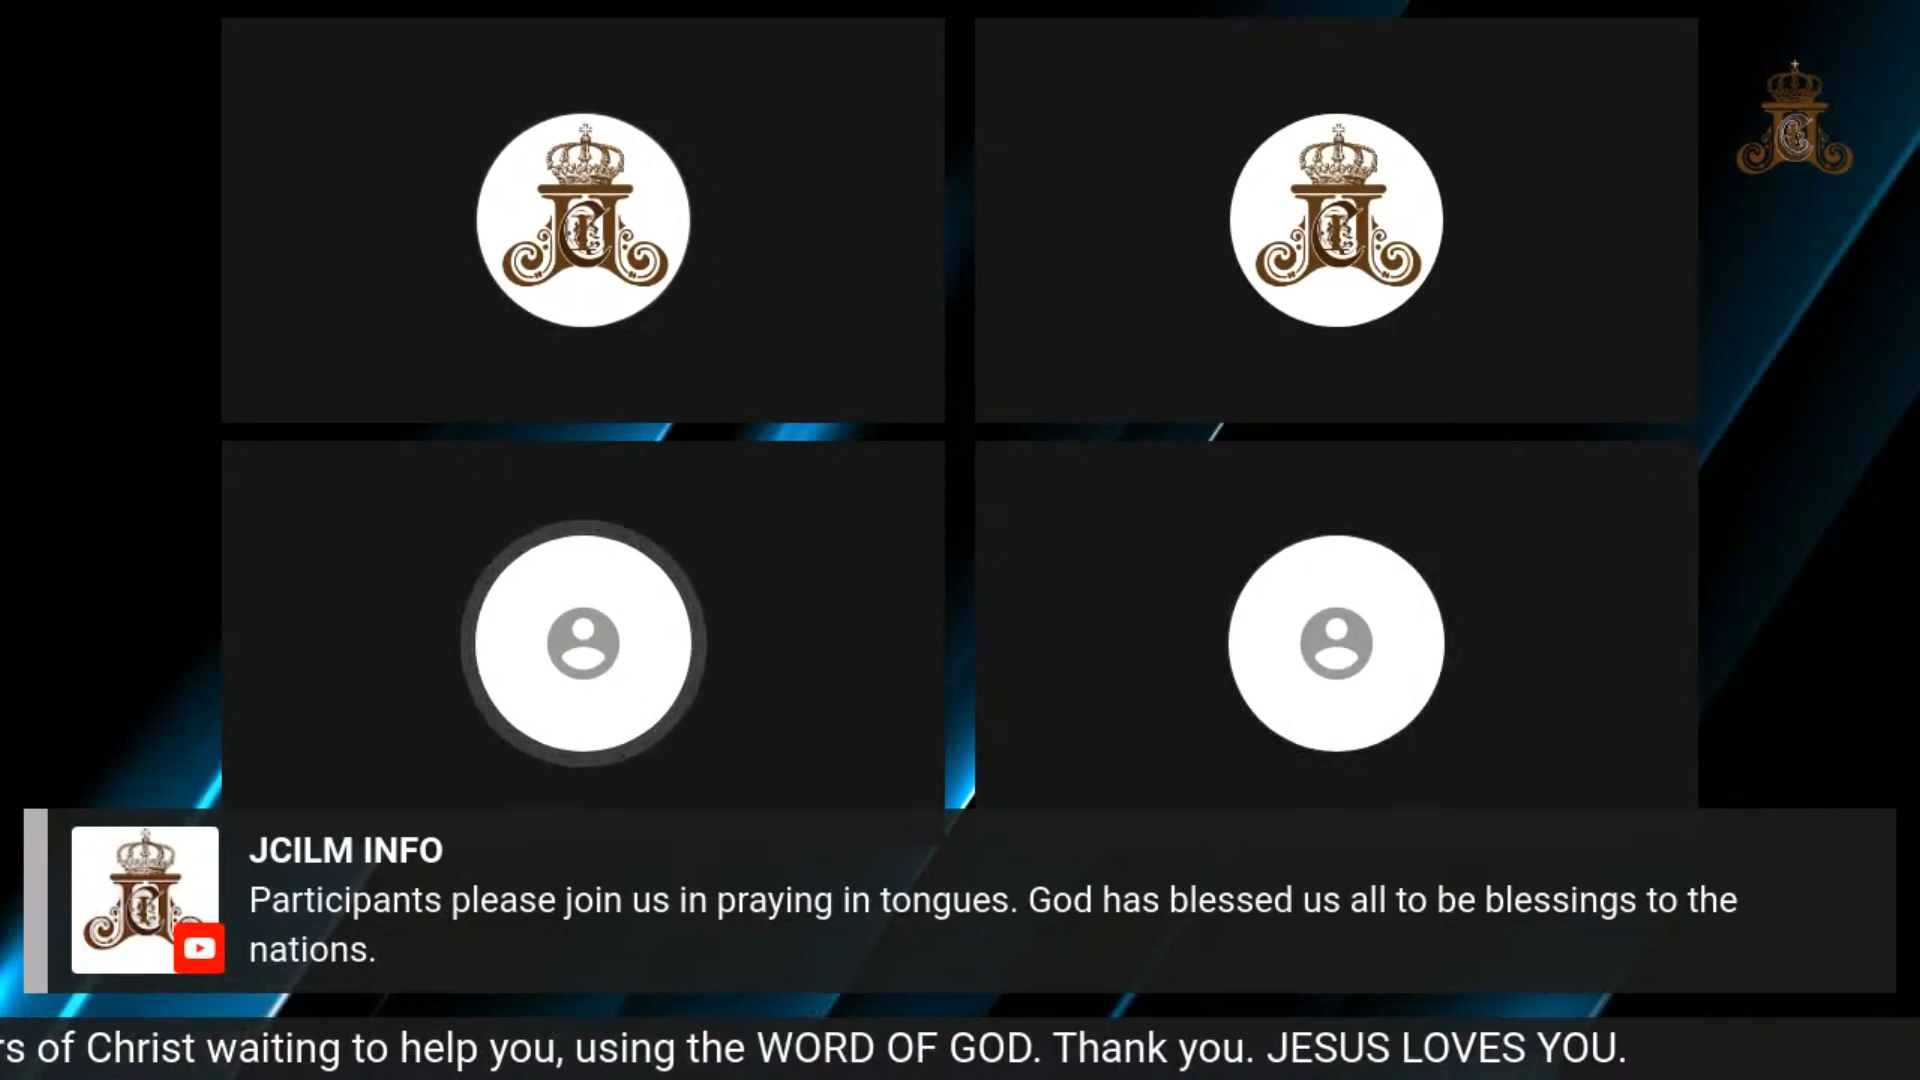 JCILM INFO
Participants please join us in praying in tongues. God has blessed us all to be blessings to the
nations.
of Christ waiting to help you, using the WORD OF GOD. Thank you. JESUS LOVES YOU.